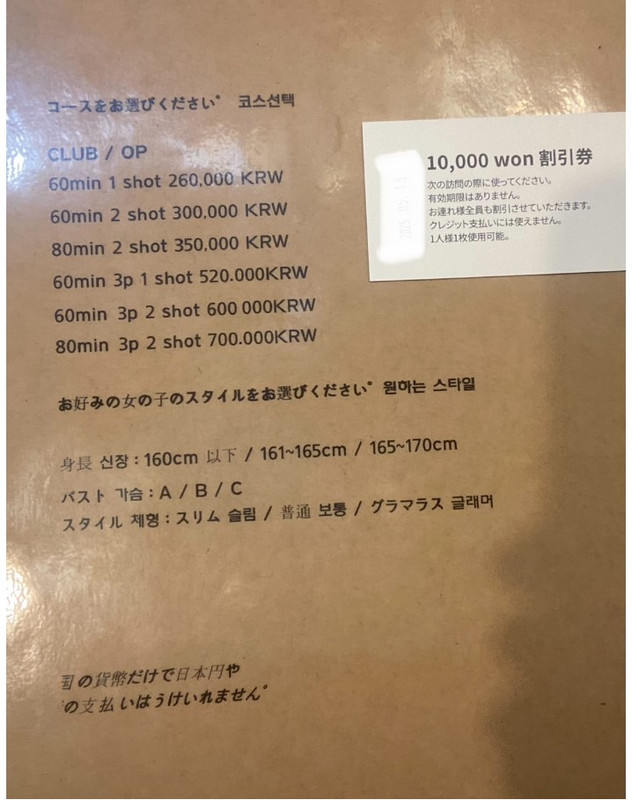 コースをお選びください。 코스선택
CLUB / OP
60min 1 shot 260.000 KRW
60min 2 shot 300.000 KRW
80min 2 shot 350.000 KRW
60min 3p 1 shot 520.000KRW
60min 3p 2 shot 600 000KRW
80min 3p 2 shot 700.000KRW
10,000 won 割引券
次の訪問の際に使ってください。
有効期限はありません。
お連れ様全員も割引させていただきます。
クレジット支払いには使えません。
1人様1枚使用可能。
お好みの女の子のスタイルをお選びください。 원하는 스타일
身長 신장 : 160cm 以下 / 161~165cm / 165~170cm
バスト 가슴 : A / B / C
スタイル 체형 : スリム 슬림 / 普通 보통 / グラマラス 글래머
の貨幣だけで日本円や
の支払いはうけいれません。